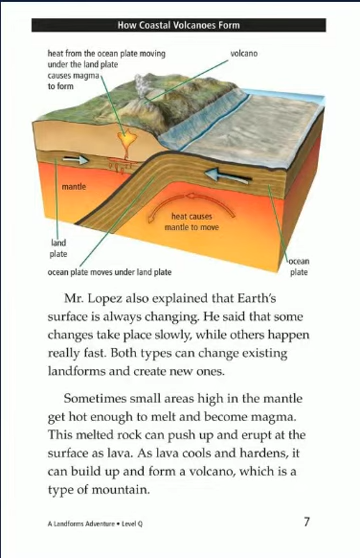 How Coastal Volcanoes Form
heat from the ocean plate moving
under the land plate
causes magma
to form
volcano
mantle
heat causes
mantle to move
land
plate
ocean plate moves under land plate
ocean
plate
Mr. Lopez also explained that Earth's
surface is always changing. He said that some
changes take place slowly, while others happen
really fast. Both types can change existing
landforms and create new ones.
Sometimes small areas high in the mantle
get hot enough to melt and become magma.
This melted rock can push up and erupt at the
surface as lava. As lava cools and hardens, it
can build up and form a volcano, which is a
type of mountain.
A Landforms Adventure • Level Q
7